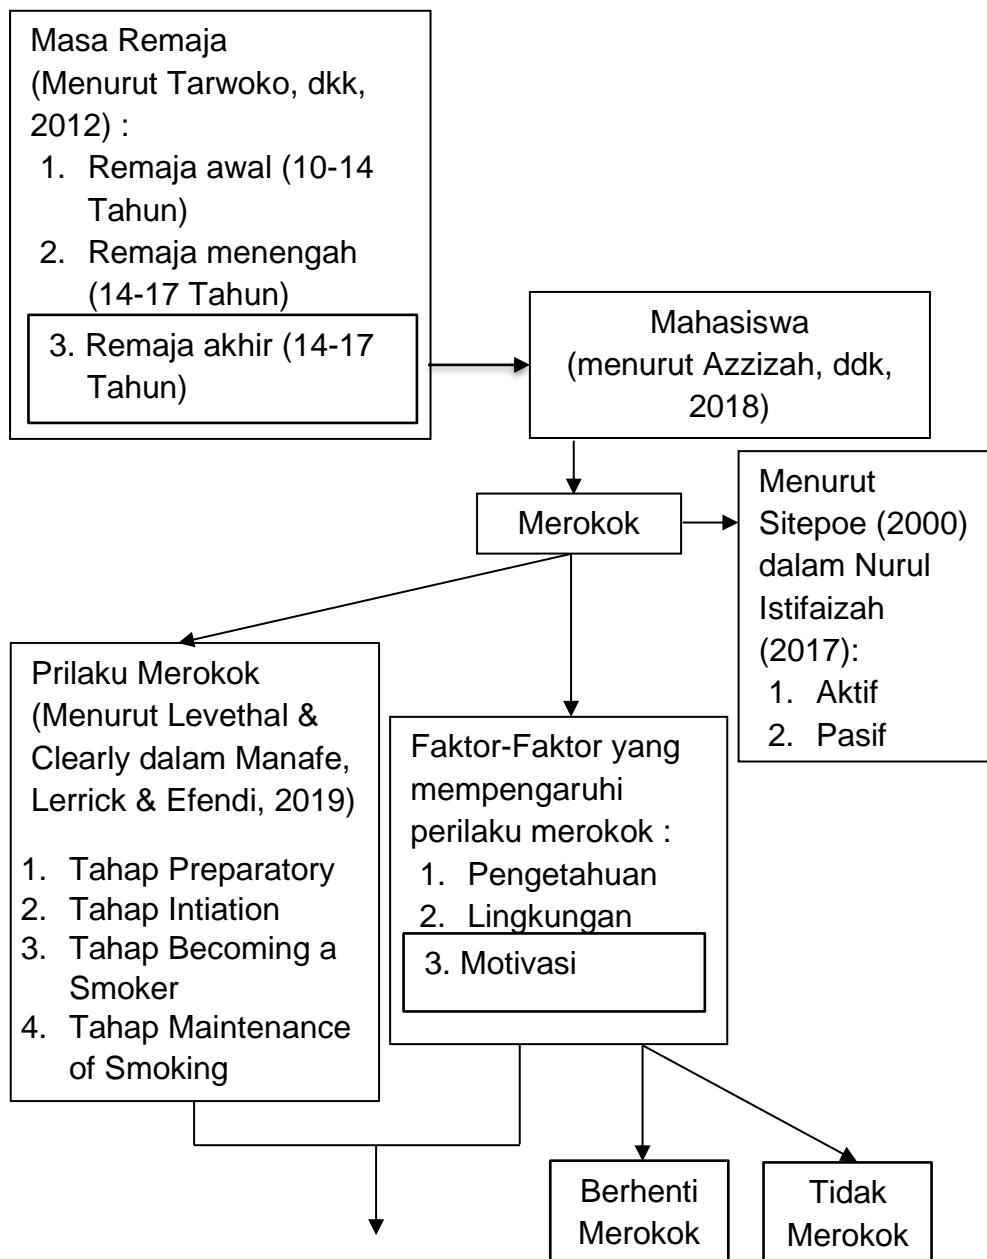 Masa Remaja
(Menurut Tarwoko, dkk,
2012) :
1. Remaja awal (10-14
Tahun)
2. Remaja menengah
(14-17 Tahun)
3. Remaja akhir (14-17
Tahun)
Mahasiswa
(menurut Azzizah, ddk,
2018)
Merokok
Menurut
Sitepoe (2000)
dalam Nurul
Istifaizah
(2017):
1. Aktif
2. Pasif
Prilaku Merokok
(Menurut Levethal &
Clearly dalam Manafe,
Lerrick & Efendi, 2019)
1. Tahap Preparatory
2. Tahap Intiation
3. Tahap Becoming a
Smoker
4. Tahap Maintenance
of Smoking
Faktor-Faktor yang
mempengaruhi
perilaku merokok :
1. Pengetahuan
2. Lingkungan
3. Motivasi
Berhenti
Merokok
Tidak
Merokok